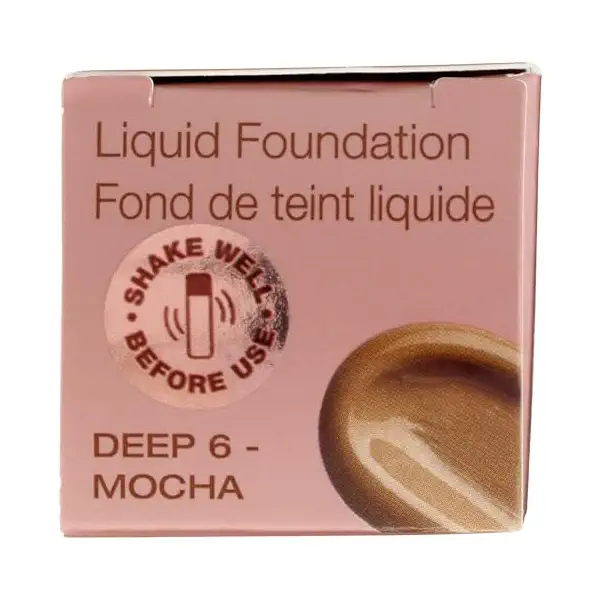 Liquid Foundation
Fond de teint liquide
• SHAKE WELL •
BEFORE USE
DEEP 6 -
MOCHA